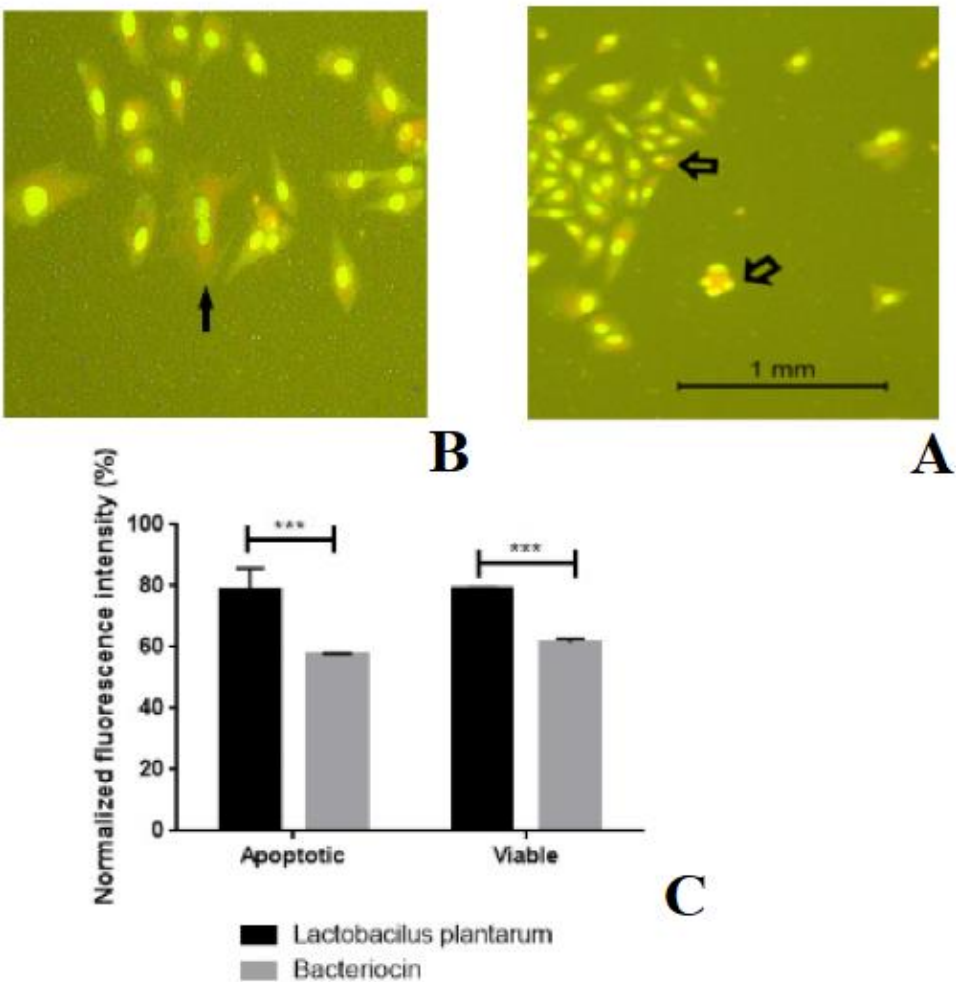 1 mm
B
A
Normalized fluorescence intensity (%)
100
80
60
40
20
0
***
***
Apoptotic
Viable
C
Lactobacilus plantarum
Bacteriocin